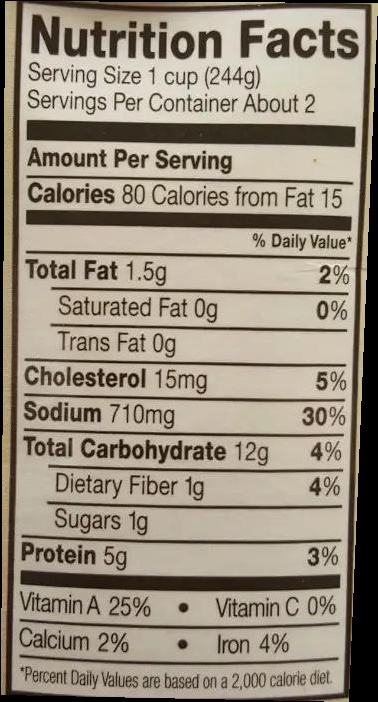 Nutrition Facts
Serving Size 1 cup (244g)
Servings Per Container About 2
Amount Per Serving
Calories 80 Calories from Fat 15
% Daily Value*
Total Fat 1.5g 2%
Saturated Fat 0g 0%
Trans Fat 0g
Cholesterol 15mg 5%
Sodium 710mg 30%
Total Carbohydrate 12g 4%
Dietary Fiber 1g 4%
Sugars 1g
Protein 5g 3%
Vitamin A 25% • Vitamin C 0%
Calcium 2% • Iron 4%
*Percent Daily Values are based on a 2,000 calorie diet.